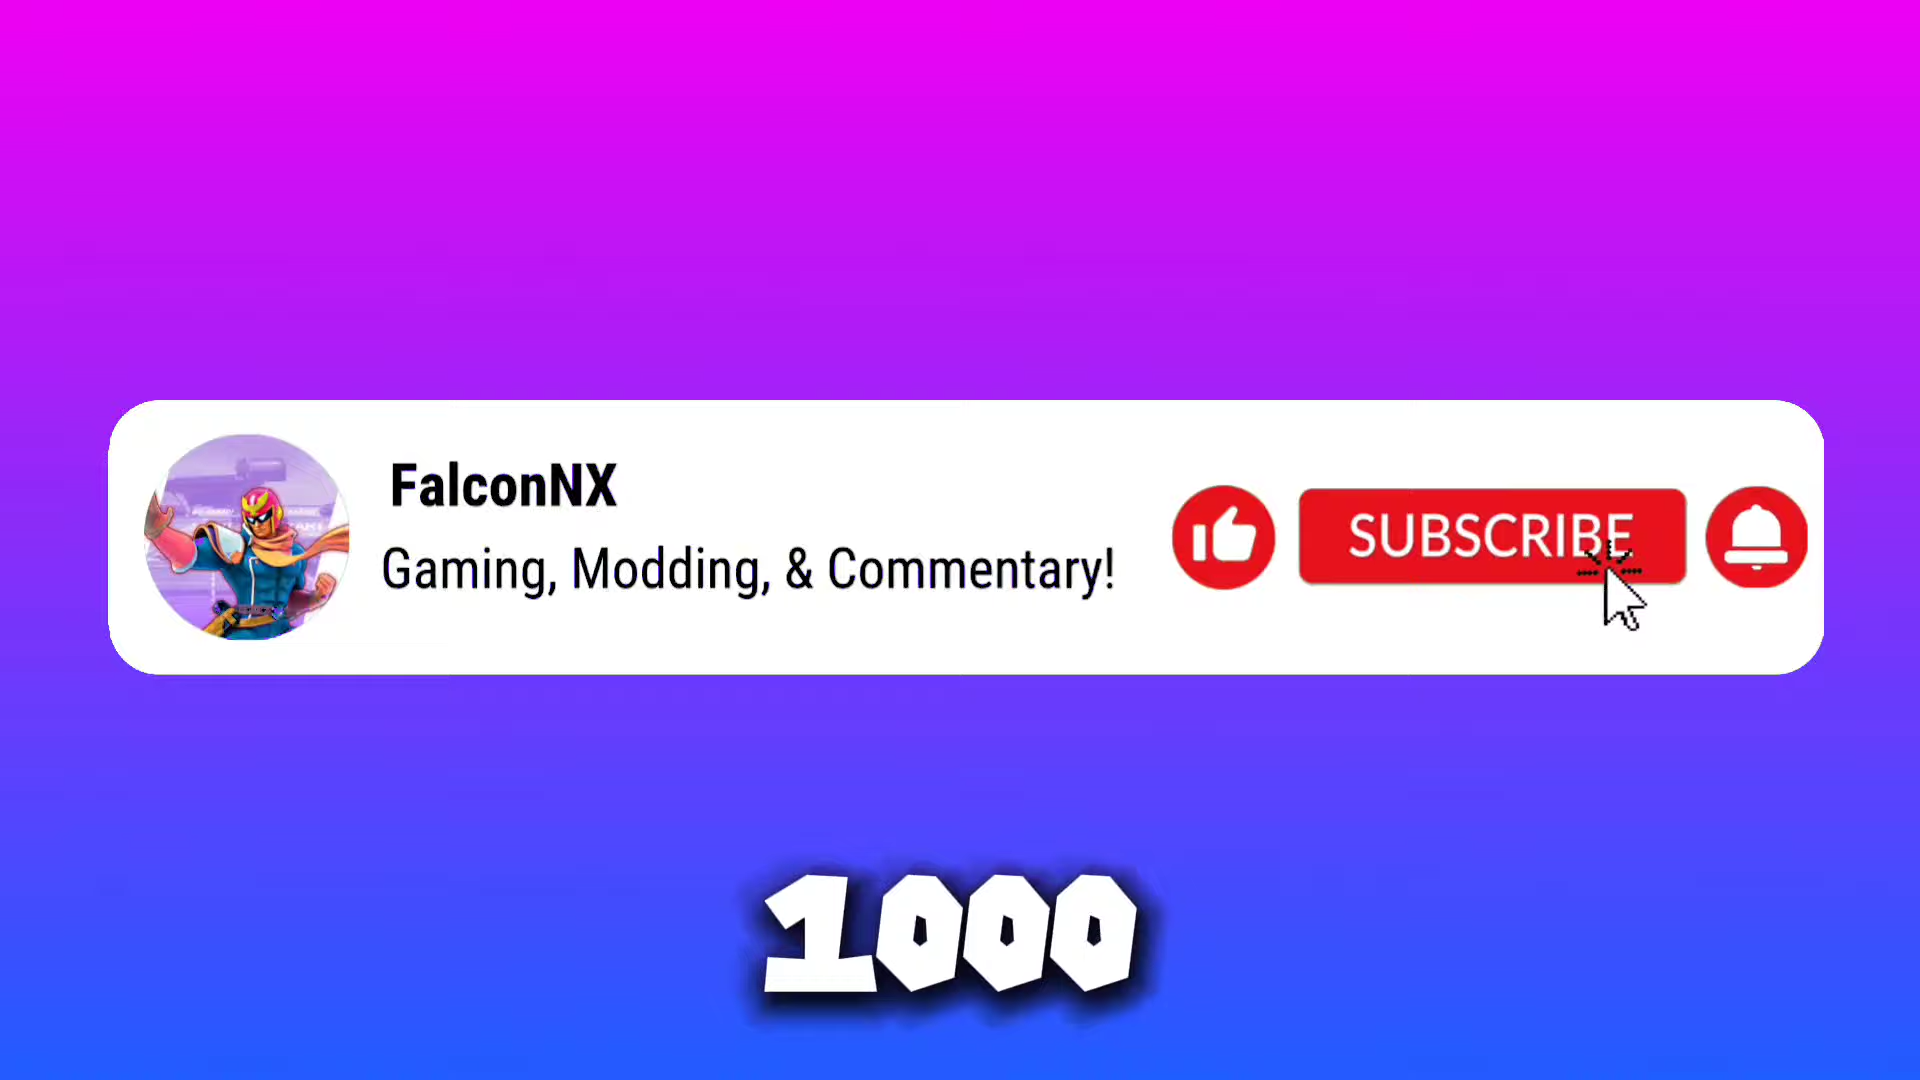 FalconNX
Gaming, Modding, & Commentary!
SUBSCRIBE
1000